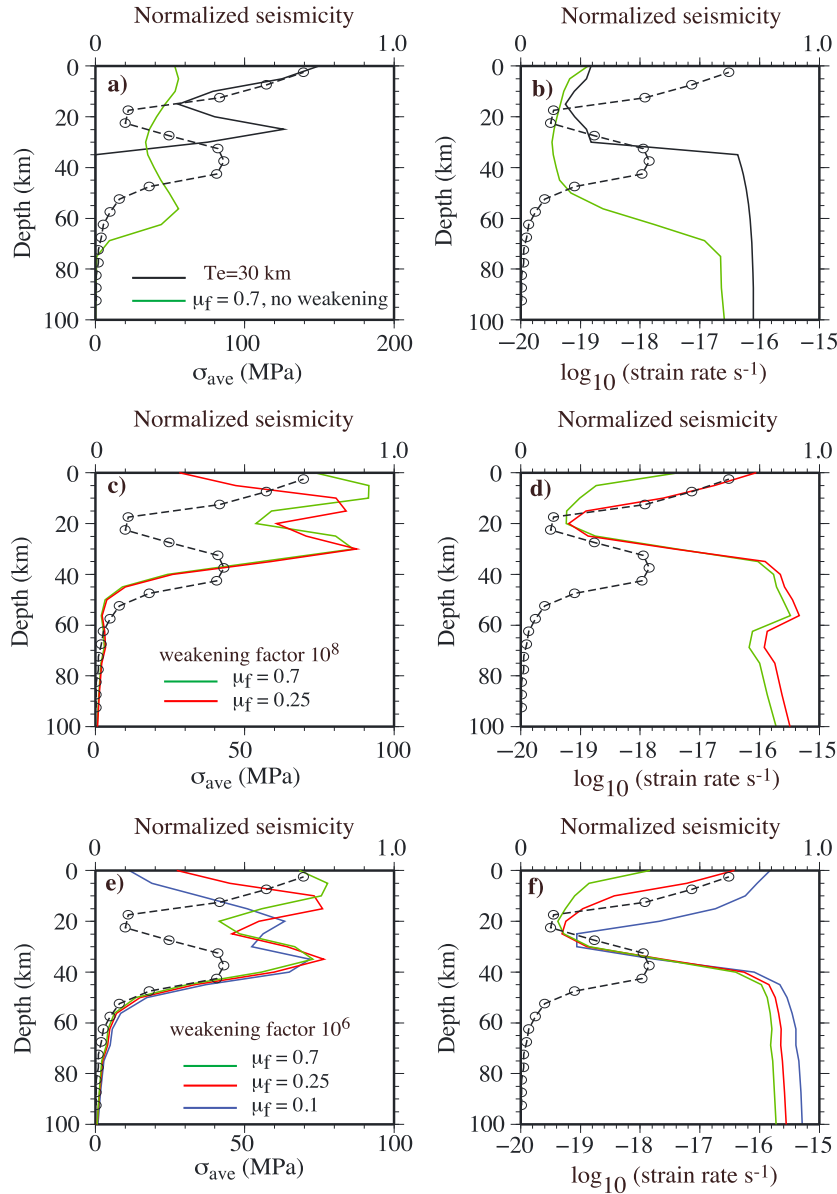 Normalized seismicity Normalized seismicity
0 1.0 0 1.0
a) b)
0 0
20 20
40 40
60 60
80 80
100 100
Depth (km) Depth (km)
Te=30 km
μf = 0.7, no weakening
0 100 200 −20 −19 −18 −17 −16 −15
σave (MPa) log10 (strain rate s-1)
Normalized seismicity Normalized seismicity
0 1.0 0 1.0
c) d)
0 0
20 20
40 40
60 60
80 80
100 100
Depth (km) Depth (km)
weakening factor 10^8
μf = 0.7
μf = 0.25
0 50 100 −20 −19 −18 −17 −16 −15
σave (MPa) log10 (strain rate s-1)
Normalized seismicity Normalized seismicity
0 1.0 0 1.0
e) f)
0 0
20 20
40 40
60 60
80 80
100 100
Depth (km) Depth (km)
weakening factor 10^6
μf = 0.7
μf = 0.25
μf = 0.1
0 50 100 −20 −19 −18 −17 −16 −15
σave (MPa) log10 (strain rate s-1)